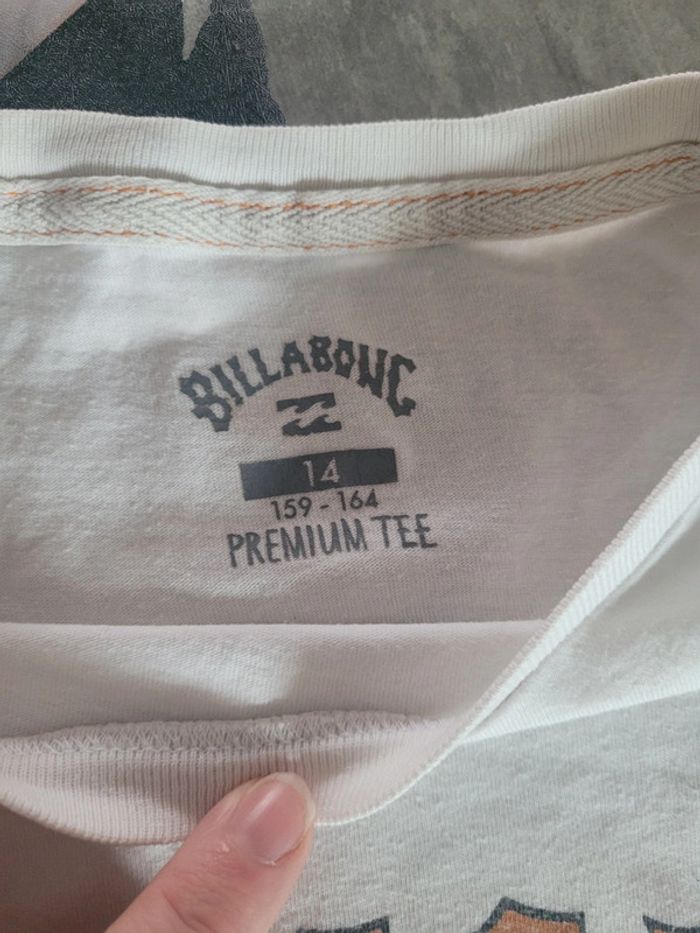 BILLABONG
14
159 - 164
PREMIUM TEE